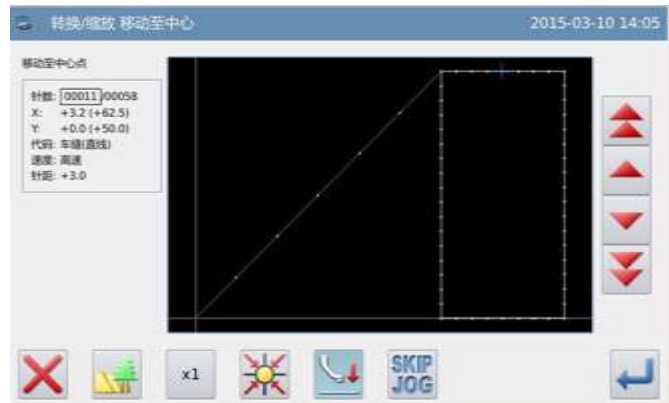 转换/缩放 移动至中心 2015-03-10 14:05
移动至中心点
针数: 00011/00058
X: +3.2 (+62.5)
Y: +0.0 (+50.0)
代码: 车缝(直线)
速度: 高速
针距: +3.0
x1
SKIP
JOG